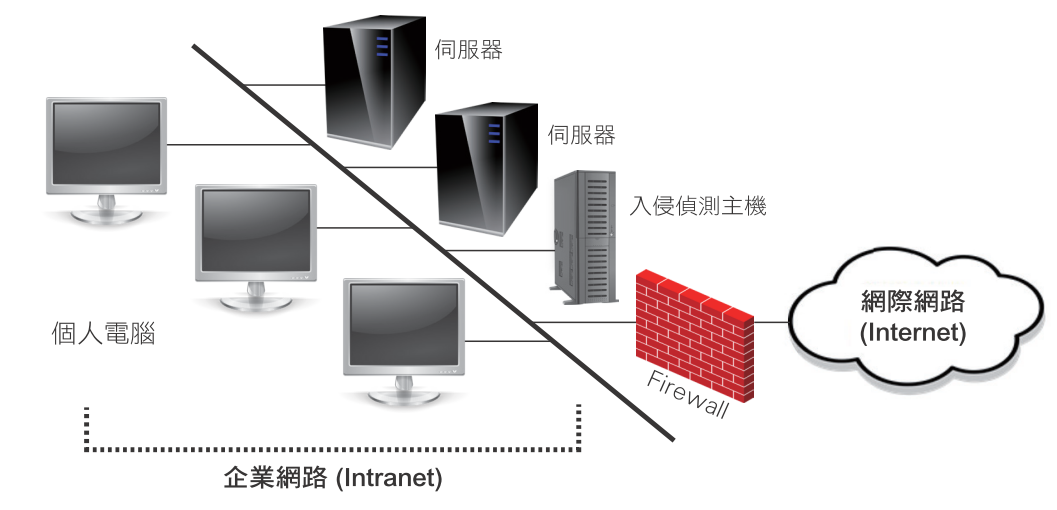 伺服器
伺服器
入侵偵測主機
網際網路
(Internet)
個人電腦
Firewall
企業網路 (Intranet)